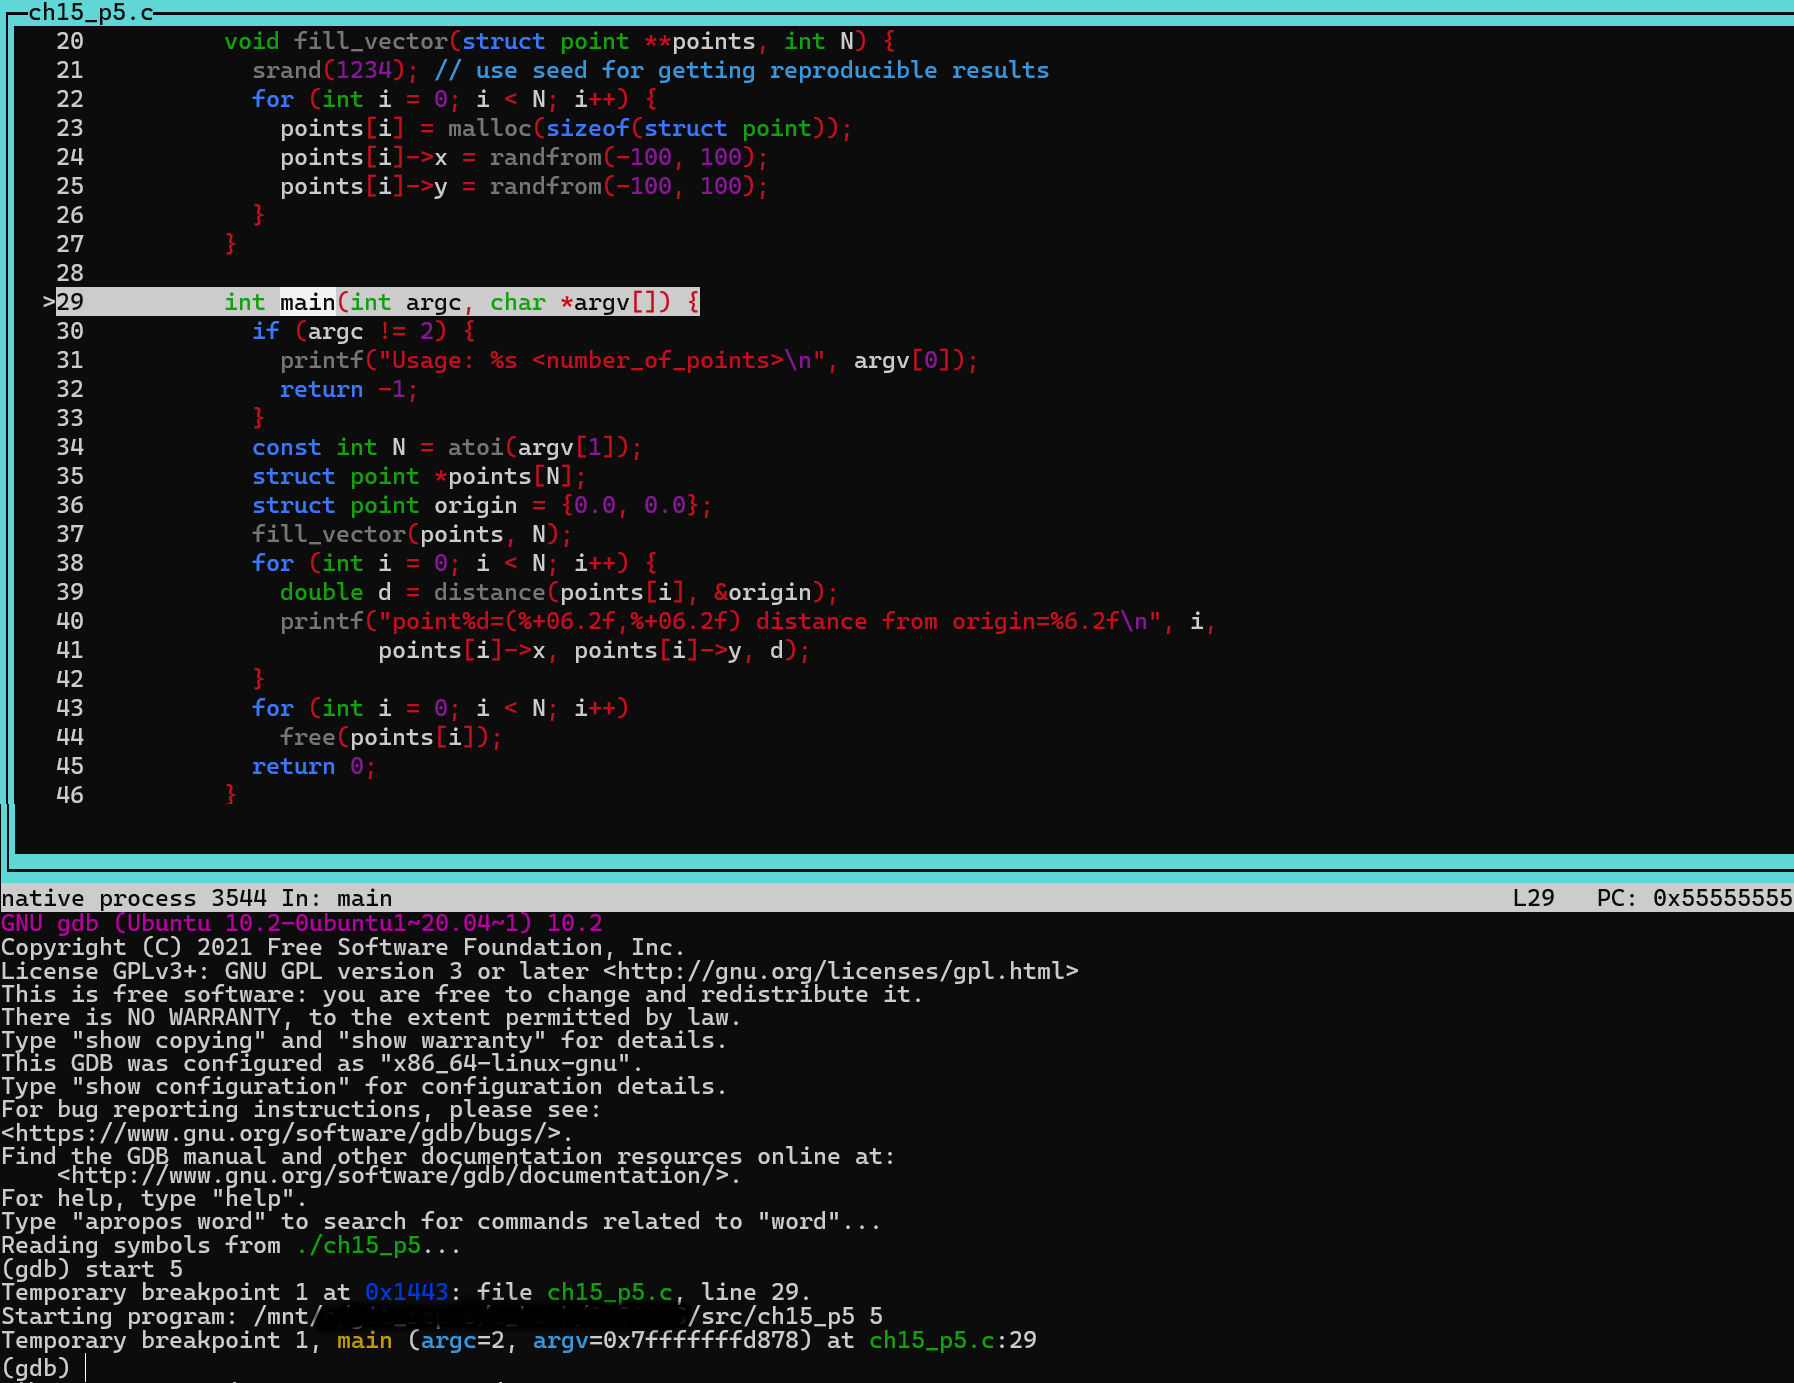 ch15_p5.c
20 void fill_vector(struct point **points, int N) {
21 srand(1234); // use seed for getting reproducible results
22 for (int i = 0; i < N; i++) {
23 points[i] = malloc(sizeof(struct point));
24 points[i]->x = randfrom(-100, 100);
25 points[i]->y = randfrom(-100, 100);
26 }
27 }
28
>29 int main(int argc, char *argv[]) {
30 if (argc != 2) {
31 printf("Usage: %s <number_of_points>\n", argv[0]);
32 return -1;
33 }
34 const int N = atoi(argv[1]);
35 struct point *points[N];
36 struct point origin = {0.0, 0.0};
37 fill_vector(points, N);
38 for (int i = 0; i < N; i++) {
39 double d = distance(points[i], &origin);
40 printf("point%d=(%+06.2f,%+06.2f) distance from origin=%6.2f\n", i,
41 points[i]->x, points[i]->y, d);
42 }
43 for (int i = 0; i < N; i++)
44 free(points[i]);
45 return 0;
46 }
native process 3544 In: main L29 PC: 0x55555555
GNU gdb (Ubuntu 10.2-0ubuntu1~20.04~1) 10.2
Copyright (C) 2021 Free Software Foundation, Inc.
License GPLv3+: GNU GPL version 3 or later <http://gnu.org/licenses/gpl.html>
This is free software: you are free to change and redistribute it.
There is NO WARRANTY, to the extent permitted by law.
Type "show copying" and "show warranty" for details.
This GDB was configured as "x86_64-linux-gnu".
Type "show configuration" for configuration details.
For bug reporting instructions, please see:
<https://www.gnu.org/software/gdb/bugs/>.
Find the GDB manual and other documentation resources online at:
<http://www.gnu.org/software/gdb/documentation/>.
For help, type "help".
Type "apropos word" to search for commands related to "word"...
Reading symbols from ./ch15_p5...
(gdb) start 5
Temporary breakpoint 1 at 0x1443: file ch15_p5.c, line 29.
Starting program: /mnt/ /src/ch15_p5 5
Temporary breakpoint 1, main (argc=2, argv=0x7fffffffd878) at ch15_p5.c:29
(gdb)